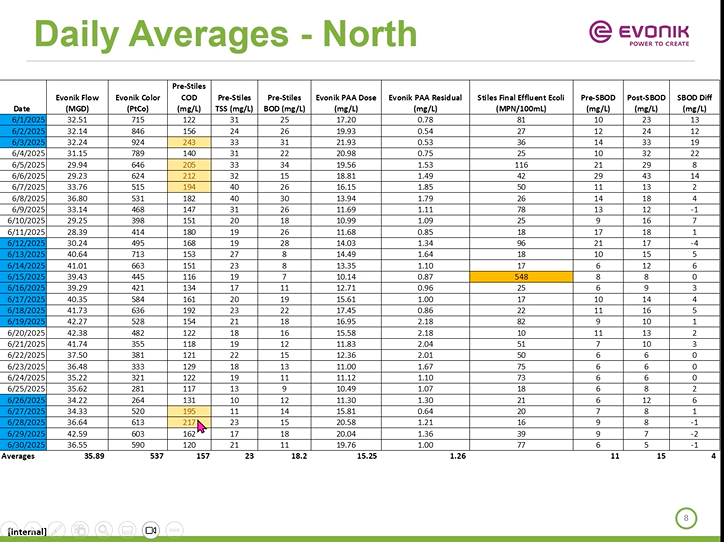 Daily Averages - North
EVONIK
POWER TO CREATE
Date Evonik Flow (MGD) Evonik Color (PtCo) Pre-Stiles COD (mg/L) Pre-Stiles TSS (mg/L) Pre-Stiles BOD (mg/L) Evonik PAA Dose (mg/L) Evonik PAA Residual (mg/L) Stiles Final Effluent Ecoli (MPN/100mL) Pre-SBOD (mg/L) Post-SBOD (mg/L) SBOD Diff (mg/L)
6/1/2025 32.51 715 122 31 25 17.20 0.78 81 10 23 13
6/2/2025 32.14 846 156 24 26 19.93 0.54 27 12 24 12
6/3/2025 32.24 924 243 33 31 21.93 0.53 36 14 33 19
6/4/2025 31.15 789 140 31 22 20.98 0.75 25 10 32 22
6/5/2025 29.94 646 205 33 34 19.56 1.53 116 21 29 8
6/6/2025 29.23 624 212 32 15 18.81 1.49 42 29 43 14
6/7/2025 33.76 515 194 40 26 16.15 1.85 50 11 13 2
6/8/2025 36.80 531 182 40 30 13.94 1.79 26 14 18 4
6/9/2025 33.14 468 147 31 26 11.69 1.11 78 13 12 -1
6/10/2025 29.25 398 151 20 18 10.99 1.09 25 9 16 7
6/11/2025 28.39 414 180 19 26 11.68 0.85 18 17 18 1
6/12/2025 30.24 495 168 19 28 14.03 1.34 96 21 17 -4
6/13/2025 40.64 713 153 27 8 14.49 1.64 18 10 15 5
6/14/2025 41.01 663 151 23 8 13.35 1.10 17 6 12 6
6/15/2025 39.43 445 116 19 7 10.14 0.87 548 8 8 0
6/16/2025 39.29 421 134 17 11 12.71 0.96 25 6 9 3
6/17/2025 40.35 584 161 20 19 15.61 1.00 17 10 14 4
6/18/2025 41.73 636 192 23 22 17.45 0.86 22 11 16 5
6/19/2025 42.27 528 154 21 18 16.95 2.18 82 9 10 1
6/20/2025 42.38 482 122 18 16 15.58 2.18 10 11 13 2
6/21/2025 41.74 355 118 19 12 11.83 2.04 51 7 10 3
6/22/2025 37.50 381 121 22 15 12.36 2.01 50 6 6 0
6/23/2025 36.48 333 129 18 13 11.00 1.67 75 6 6 0
6/24/2025 35.22 321 122 19 11 11.12 1.10 73 6 6 0
6/25/2025 35.62 281 117 13 9 10.49 1.07 18 6 8 2
6/26/2025 34.22 264 131 10 12 11.30 1.30 21 6 12 6
6/27/2025 34.33 520 195 11 14 15.81 0.64 20 7 8 1
6/28/2025 36.64 613 217 23 15 20.58 1.21 16 9 8 -1
6/29/2025 42.59 603 162 17 18 20.04 1.36 39 9 7 -2
6/30/2025 36.55 590 120 21 11 19.76 1.00 77 6 5 -1
Averages 35.89 537 157 23 18.2 15.25 1.26 11 15 4
8
[internal]